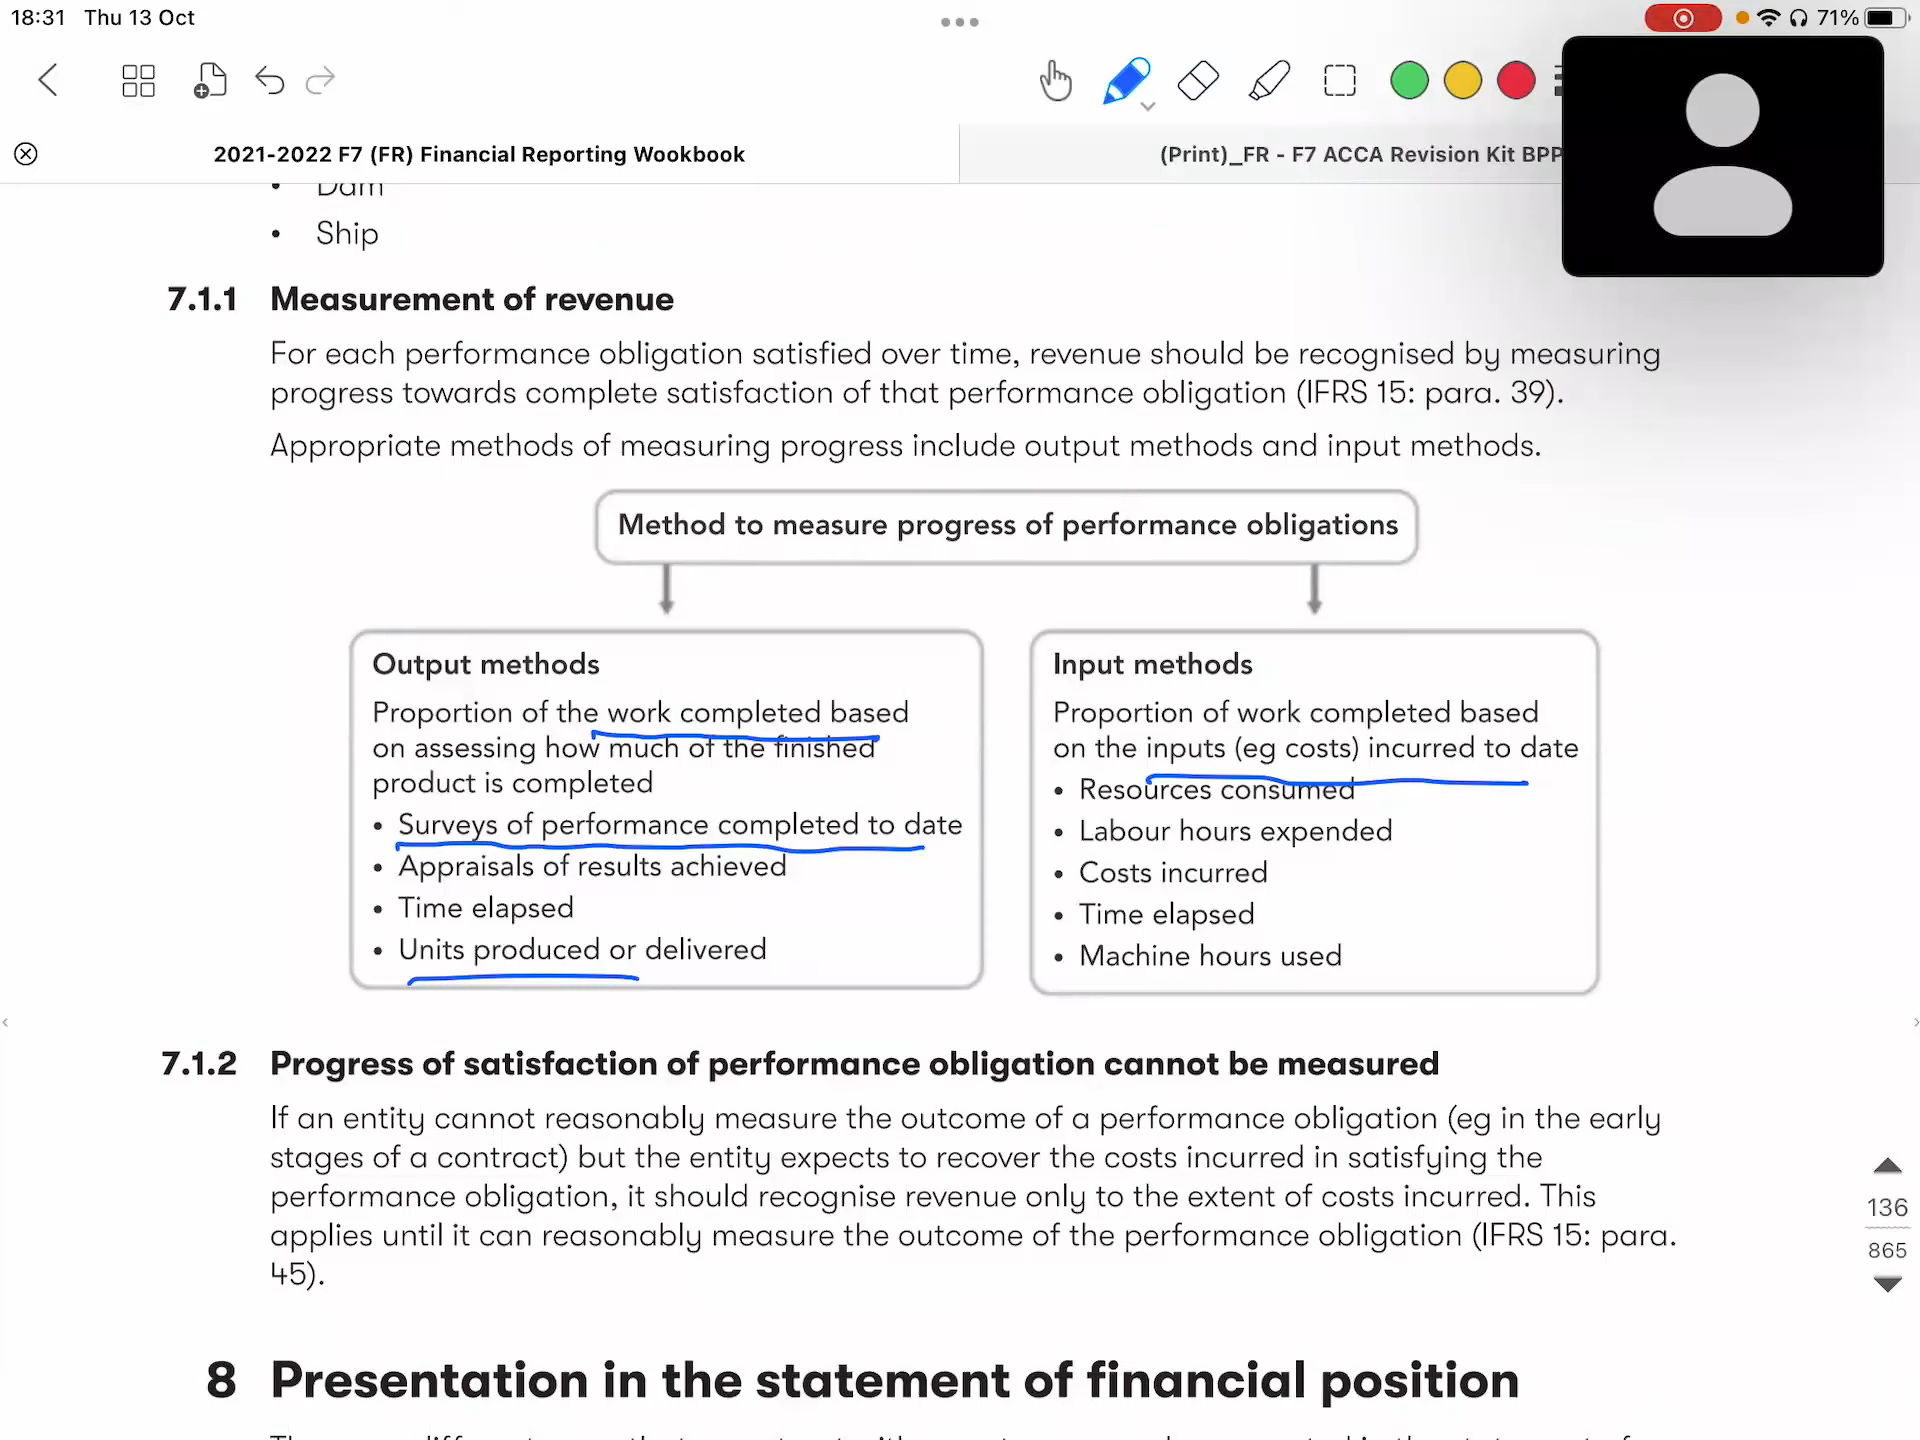 18:31 Thu 13 Oct
71%
2021-2022 F7 (FR) Financial Reporting Wookbook
(Print)_FR - F7 ACCA Revision Kit BPP
• Dam
• Ship
7.1.1 Measurement of revenue
For each performance obligation satisfied over time, revenue should be recognised by measuring
progress towards complete satisfaction of that performance obligation (IFRS 15: para. 39).
Appropriate methods of measuring progress include output methods and input methods.
Method to measure progress of performance obligations
Output methods
Proportion of the work completed based
on assessing how much of the finished
product is completed
• Surveys of performance completed to date
• Appraisals of results achieved
• Time elapsed
• Units produced or delivered
Input methods
Proportion of work completed based
on the inputs (eg costs) incurred to date
• Resources consumed
• Labour hours expended
• Costs incurred
• Time elapsed
• Machine hours used
7.1.2 Progress of satisfaction of performance obligation cannot be measured
If an entity cannot reasonably measure the outcome of a performance obligation (eg in the early
stages of a contract) but the entity expects to recover the costs incurred in satisfying the
performance obligation, it should recognise revenue only to the extent of costs incurred. This
applies until it can reasonably measure the outcome of the performance obligation (IFRS 15: para.
45).
136
865
8 Presentation in the statement of financial position